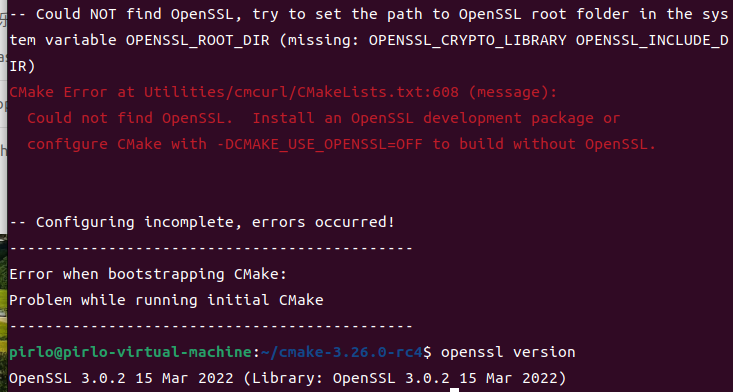 -- Could NOT find OpenSSL, try to set the path to OpenSSL root folder in the sys
tem variable OPENSSL_ROOT_DIR (missing: OPENSSL_CRYPTO_LIBRARY OPENSSL_INCLUDE_D
IR)
CMake Error at Utilities/cmcurl/CMakeLists.txt:608 (message):
  Could not find OpenSSL.  Install an OpenSSL development package or
  configure CMake with -DCMAKE_USE_OPENSSL=OFF to build without OpenSSL.
-- Configuring incomplete, errors occurred!
---------------------------------------------
Error when bootstrapping CMake:
Problem while running initial CMake
---------------------------------------------
pirlo@pirlo-virtual-machine:~/cmake-3.26.0-rc4$ openssl version
OpenSSL 3.0.2 15 Mar 2022 (Library: OpenSSL 3.0.2 15 Mar 2022)